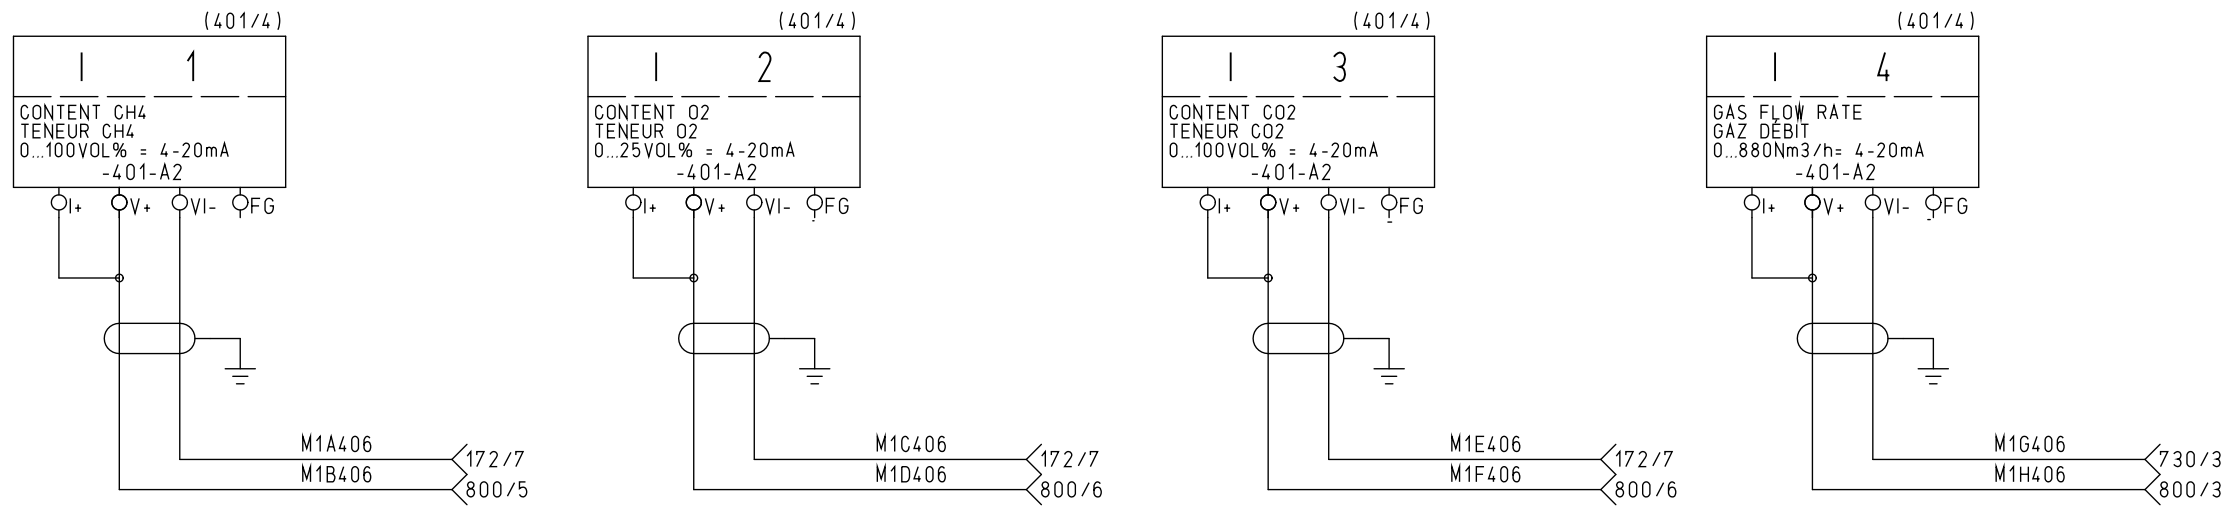 (401/4)
I 1
CONTENT CH4
TENEUR CH4
0...100VOL% = 4-20mA
-401-A2
I+ V+ VI- FG
M1A406 172/7
M1B406 800/5
(401/4)
I 2
CONTENT O2
TENEUR O2
0...25VOL% = 4-20mA
-401-A2
I+ V+ VI- FG
-
M1C406 172/7
M1D406 800/6
(401/4)
I 3
CONTENT CO2
TENEUR CO2
0...100VOL% = 4-20mA
-401-A2
I+ V+ VI- FG
-
M1E406 172/7
M1F406 800/6
(401/4)
I 4
GAS FLOW RATE
GAZ DÉBIT
0...880Nm3/h= 4-20mA
-401-A2
I+ V+ VI- FG
-
M1G406 730/3
M1H406 800/3